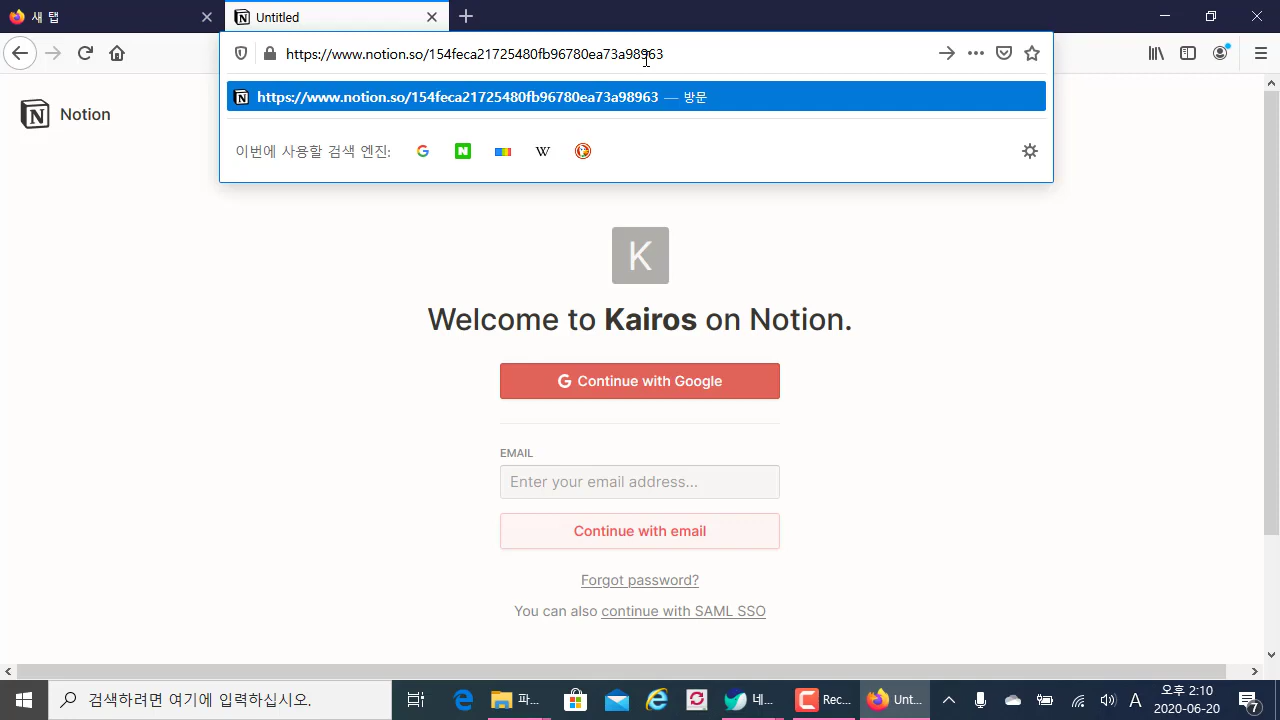 새 탭
Untitled
https://www.notion.so/154feca21725480fb96780ea73a98963
https://www.notion.so/154feca21725480fb96780ea73a98963 — 방문
이번에 사용할 검색 엔진:
G
N
W
Notion
K
Welcome to Kairos on Notion.
G Continue with Google
EMAIL
Enter your email address...
Continue with email
Forgot password?
You can also continue with SAML SSO
검색하려면 여기에 입력하십시오.
파...
네...
Rec...
Unt...
A
오후 2:10
2020-06-20
7